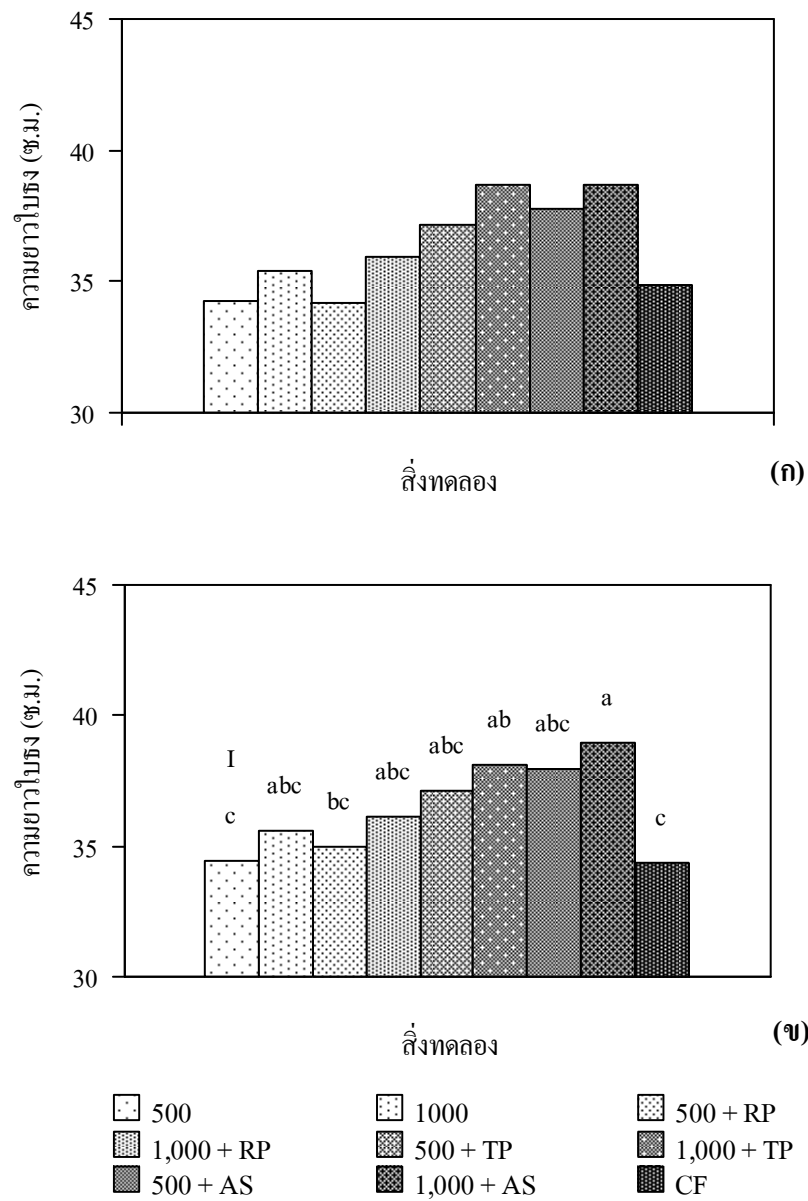 45
40
35
30
ความยาวใบธง (ซ.ม.)
สิ่งทดลอง
(ก)
45
40
35
30
ความยาวใบธง (ซ.ม.)
I
c
abc
bc
abc
abc
ab
abc
a
c
สิ่งทดลอง
(ข)
500 1000 500 + RP
1,000 + RP 500 + TP 1,000 + TP
500 + AS 1,000 + AS CF